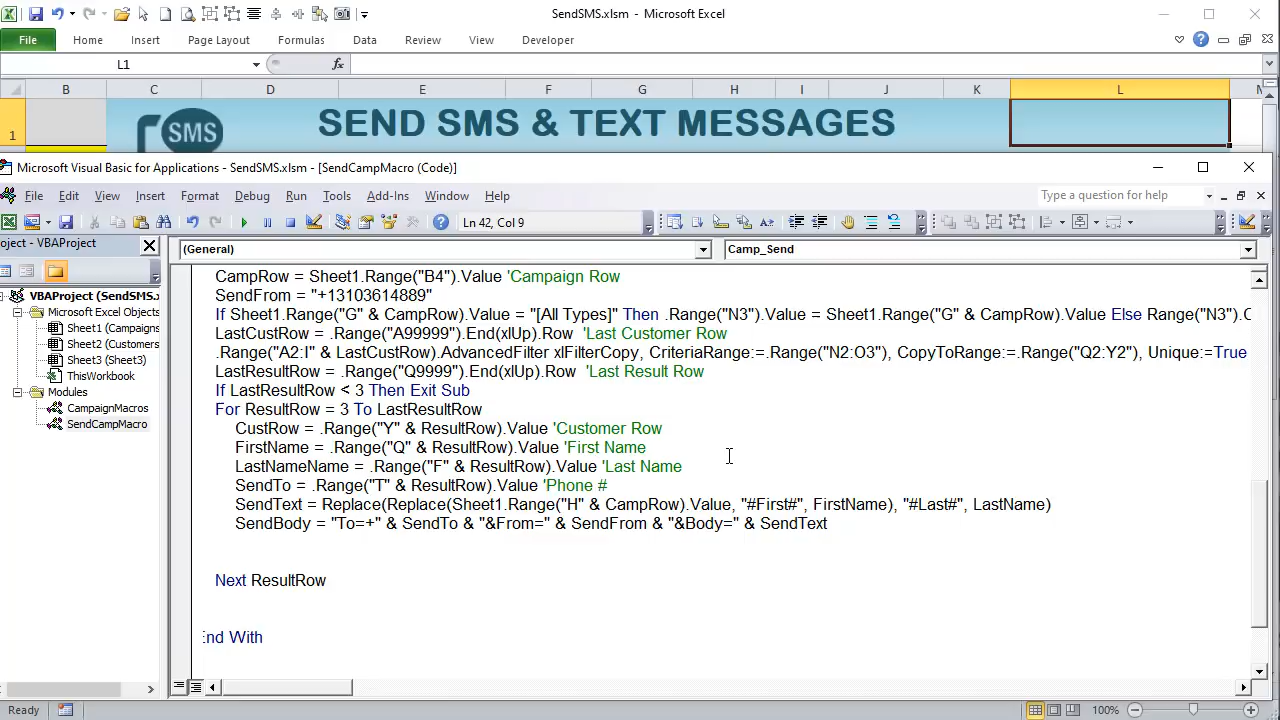 SendSMS.xlsm - Microsoft Excel
File Home Insert Page Layout Formulas Data Review View Developer
L1 fx
B C D E F G H I J K L M
1 r SMS SEND SMS & TEXT MESSAGES
Microsoft Visual Basic for Applications - SendSMS.xlsm - [SendCampMacro (Code)]
File Edit View Insert Format Debug Run Tools Add-Ins Window Help Type a question for help
Ln 42, Col 9
oject - VBAProject
(General) Camp_Send
VBAProject (SendSMS.x
Microsoft Excel Objects
Sheet1 (Campaigns
Sheet2 (Customers
Sheet3 (Sheet3)
ThisWorkbook
Modules
CampaignMacros
SendCampMacro
CampRow = Sheet1.Range("B4").Value 'Campaign Row
SendFrom = "+13103614889"
If Sheet1.Range("G" & CampRow).Value = "[All Types]" Then .Range("N3").Value = Sheet1.Range("G" & CampRow).Value Else Range("N3").C
LastCustRow = .Range("A99999").End(xlUp).Row 'Last Customer Row
.Range("A2:I" & LastCustRow).AdvancedFilter xlFilterCopy, CriteriaRange:=.Range("N2:O3"), CopyToRange:=.Range("Q2:Y2"), Unique:=True
LastResultRow = .Range("Q9999").End(xlUp).Row 'Last Result Row
If LastResultRow < 3 Then Exit Sub
For ResultRow = 3 To LastResultRow
CustRow = .Range("Y" & ResultRow).Value 'Customer Row
FirstName = .Range("Q" & ResultRow).Value 'First Name
LastNameName = .Range("F" & ResultRow).Value 'Last Name
SendTo = .Range("T" & ResultRow).Value 'Phone #
SendText = Replace(Replace(Sheet1.Range("H" & CampRow).Value, "#First#", FirstName), "#Last#", LastName)
SendBody = "To=+" & SendTo & "&From=" & SendFrom & "&Body=" & SendText
Next ResultRow
End With
Ready 100%